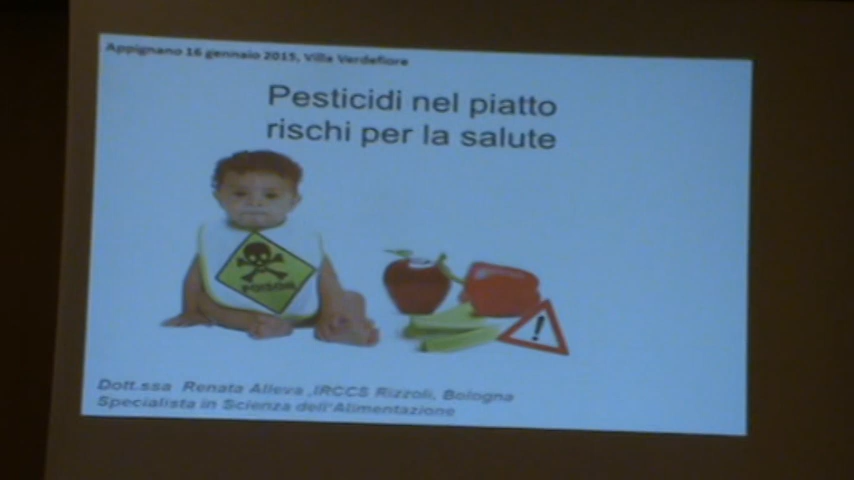 Appignano 16 gennaio 2015, Villa Verdefiore
Pesticidi nel piatto
rischi per la salute
POISON
!
Dott.ssa Renata Alleva ,IRCCS Rizzoli, Bologna
Specialista in Scienza dell'Alimentazione